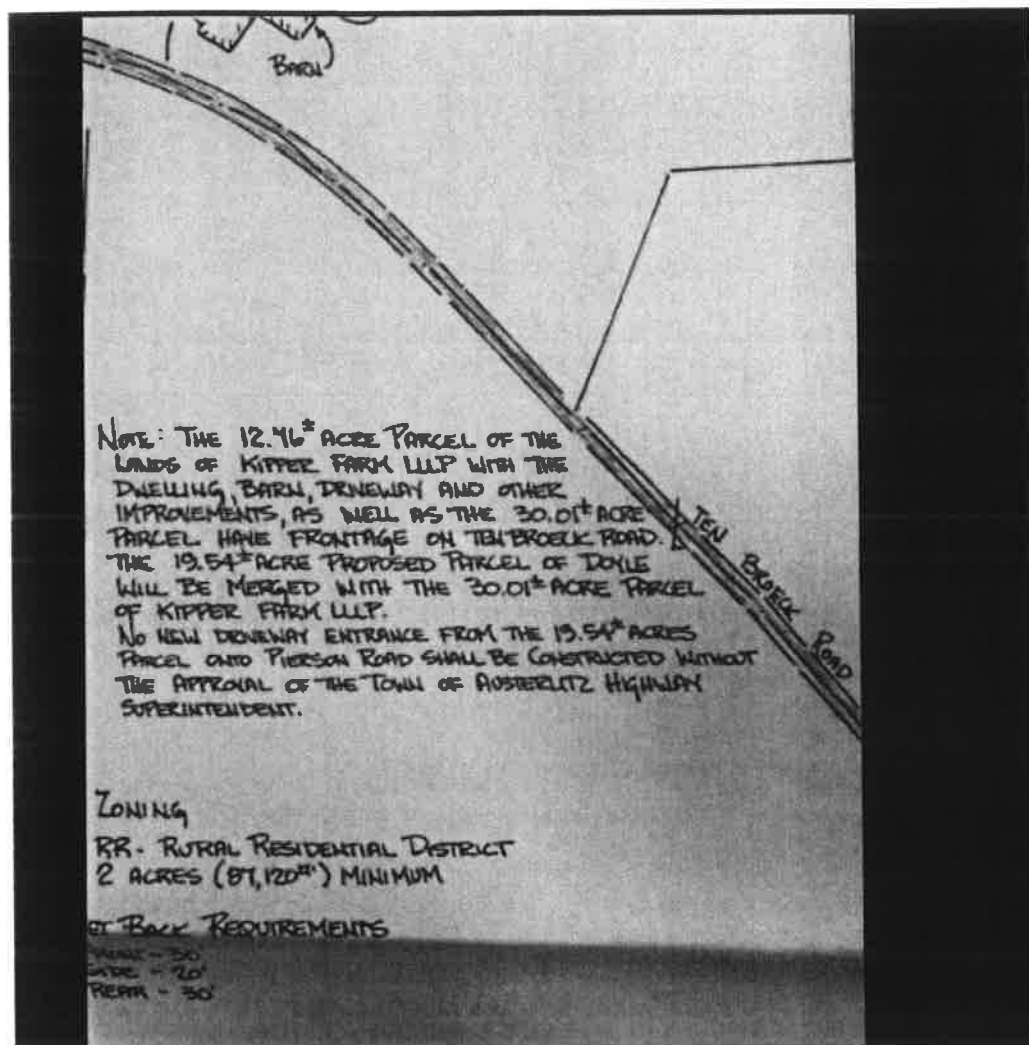 BARN
NOTE: THE 12.46± ACRE PARCEL OF THE
LANDS OF KIPPER FARM LLLP WITH THE
DWELLING, BARN, DRIVEWAY AND OTHER
IMPROVEMENTS, AS WELL AS THE 30.01± ACRE
PARCEL HAVE FRONTAGE ON TEN BROECK ROAD.
THE 19.54± ACRE PROPOSED PARCEL OF DOYLE
WILL BE MERGED WITH THE 30.01± ACRE PARCEL
OF KIPPER FARM LLLP.
NO NEW DRIVEWAY ENTRANCE FROM THE 19.54± ACRES
PARCEL ONTO PIERSON ROAD SHALL BE CONSTRUCTED WITHOUT
THE APPROVAL OF THE TOWN OF AUSTERLITZ HIGHWAY
SUPERINTENDENT.
TEN BROECK ROAD
ZONING
RR - RURAL RESIDENTIAL DISTRICT
2 ACRES (87,120#') MINIMUM
ET BACK REQUIREMENTS
- 30'
SIDE - 20'
REAR - 30'